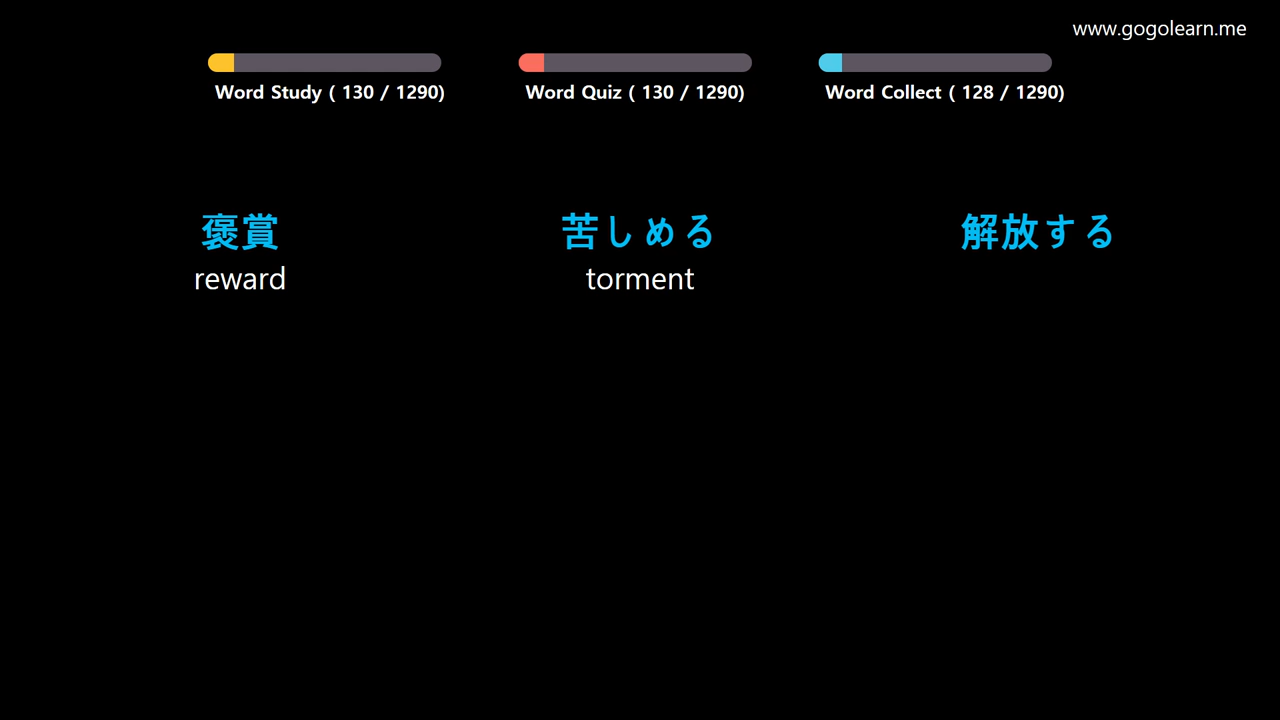 www.gogolearn.me
Word Study ( 130 / 1290)
Word Quiz ( 130 / 1290)
Word Collect ( 128 / 1290)
褒賞
reward
苦しめる
torment
解放する